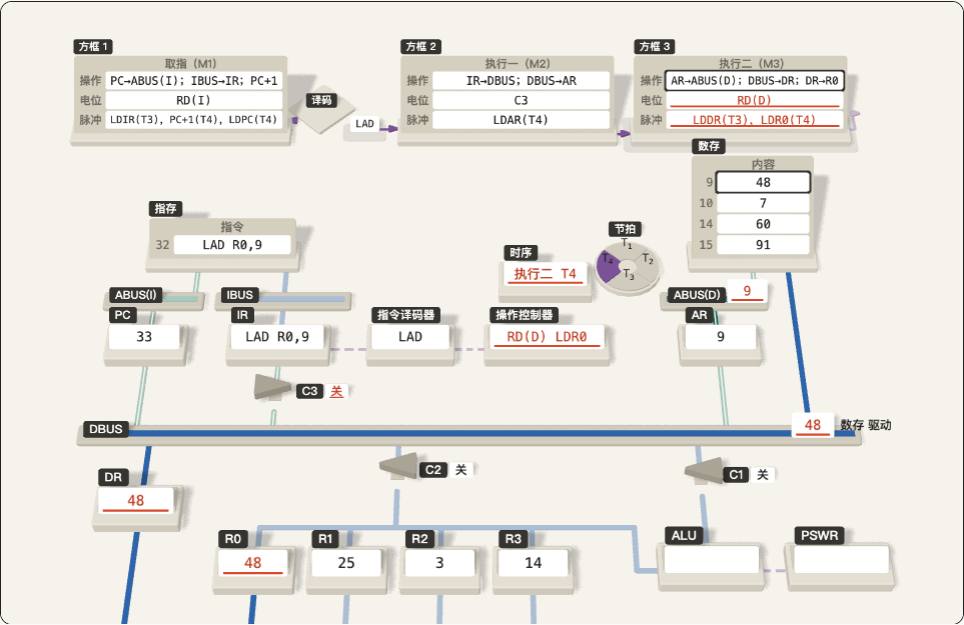 方框 1
取指（M1）
操作 PC→ABUS(I); IBUS→IR; PC+1
电位 RD(I)
脉冲 LDIR(T3), PC+1(T4), LDPC(T4)
译码
LAD
方框 2
执行一（M2）
操作 IR→DBUS; DBUS→AR
电位 C3
脉冲 LDAR(T4)
方框 3
执行二（M3）
操作 AR→ABUS(D); DBUS→DR; DR→R0
电位 RD(D)
脉冲 LDDR(T3), LDR0(T4)
数存
内容
9 48
10 7
14 60
15 91
指存
指令
32 LAD R0,9
时序
执行二 T4
节拍
T1
T2
T3
T4
ABUS(I)
IBUS
ABUS(D) 9
PC
33
IR
LAD R0,9
指令译码器
LAD
操作控制器
RD(D) LDR0
AR
9
C3 关
DBUS
48 数存 驱动
C2 关
C1 关
DR
48
R0
48
R1
25
R2
3
R3
14
ALU
PSWR